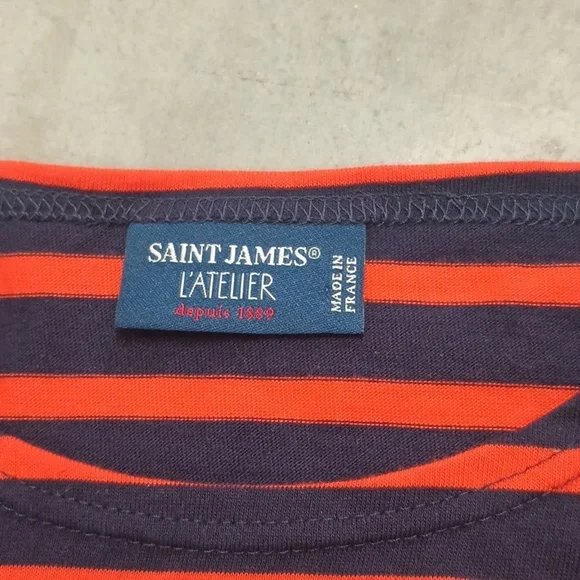 SAINT JAMES®
L'ATELIER
depuis 1889
MADE IN
FRANCE